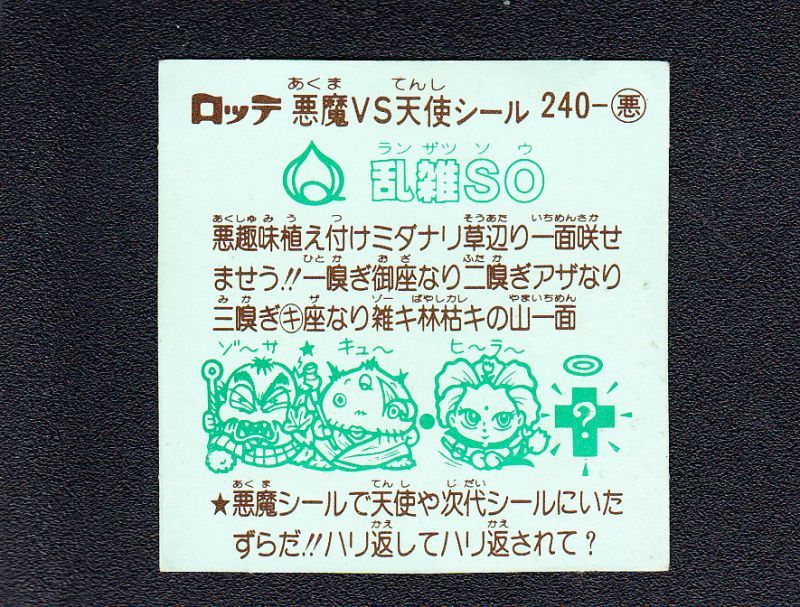 ロッテ 悪魔VS天使シール 240-悪
あくま てんし
乱雑SO
ランザツソウ
あくしゅみう つ そうあた いちめんさか
悪趣味植え付けミダナリ草辺り一面咲せ
ひとか おざ ふたか
ませう!!一嗅ぎ御座なり二嗅ぎアザなり
みか ザ ゾー ばやしカレ やまいちめん
三嗅ぎキ座なり雑キ林枯キの山一面
ゾ〜サ ★ キュ〜 ヒ〜ラ〜
?
あくま てんし じだい
★悪魔シールで天使や次代シールにいた
かえ かえ
ずらだ!!ハリ返してハリ返されて?